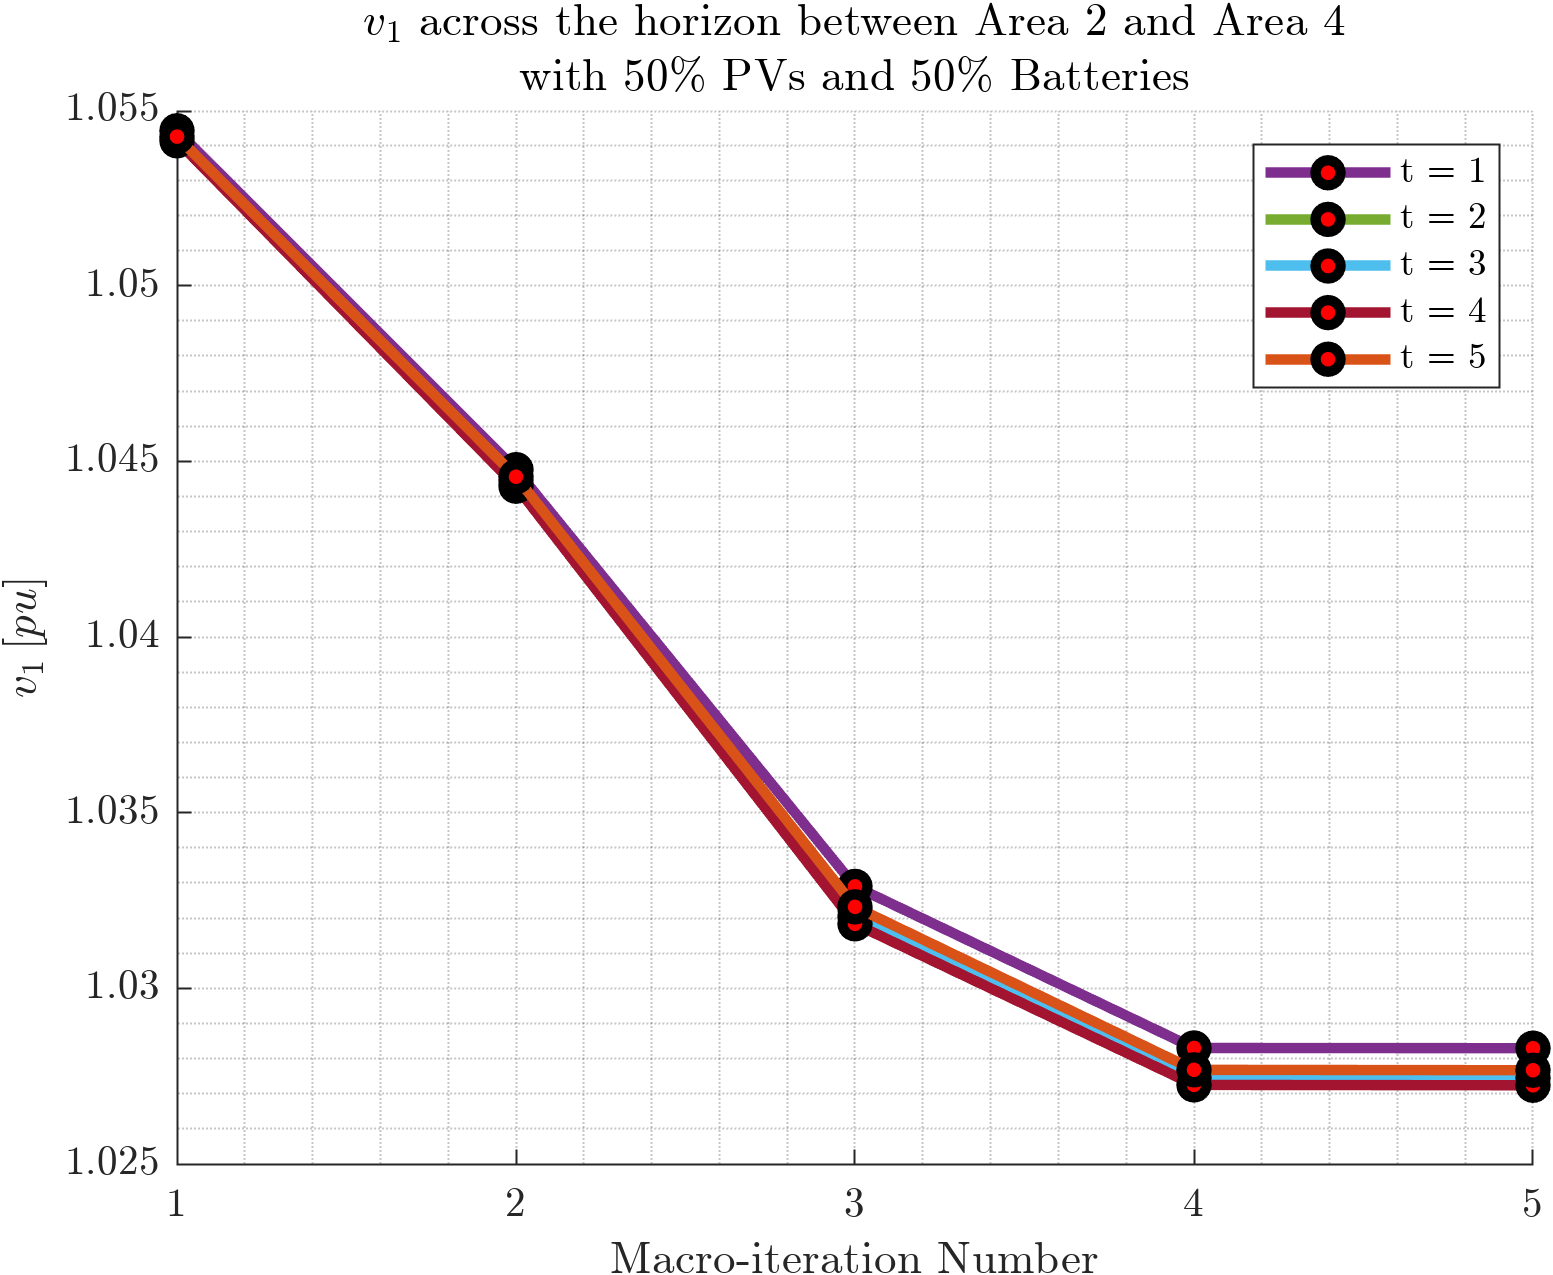 v₁ across the horizon between Area 2 and Area 4
with 50% PVs and 50% Batteries
1.055
1.05
1.045
1.04
1.035
1.03
1.025
v₁ [pu]
t = 1
t = 2
t = 3
t = 4
t = 5
1 2 3 4 5
Macro-iteration Number